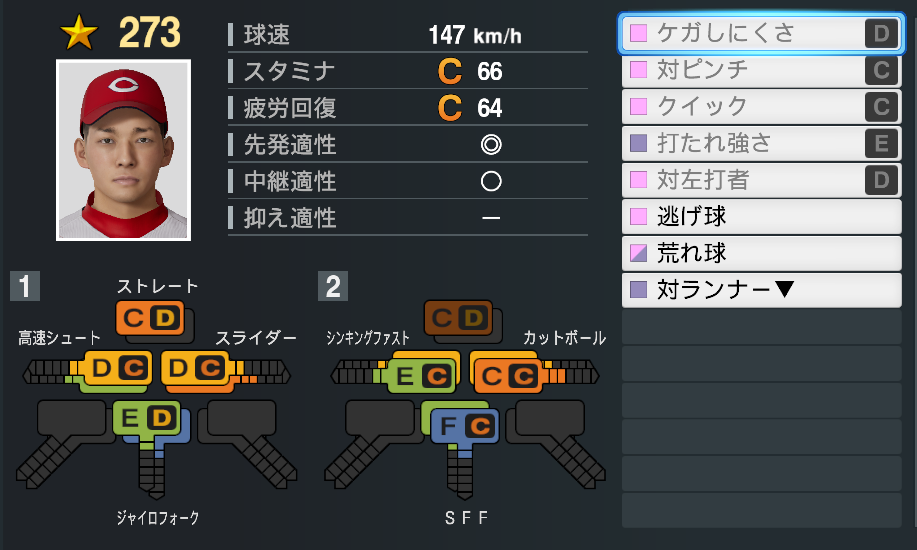 ★ 273
球速 147 km/h
スタミナ C 66
疲労回復 C 64
先発適性 ◎
中継適性 ○
抑え適性 －
C
ケガしにくさ D
対ピンチ C
クイック C
打たれ強さ E
対左打者 D
逃げ球
荒れ球
対ランナー▼
1
ストレート
C D
高速シュート スライダー
D C D C
E D
ジャイロフォーク
2
C D
シンキングファスト カットボール
E C C C
F C
SFF